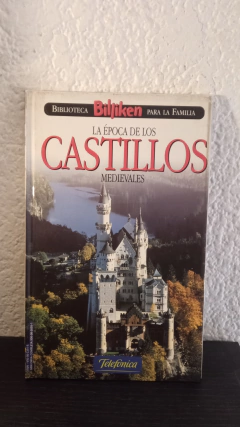 BIBLIOTECA Billiken PARA LA FAMILIA
LA ÉPOCA DE LOS
CASTILLOS
MEDIEVALES
Telefónica